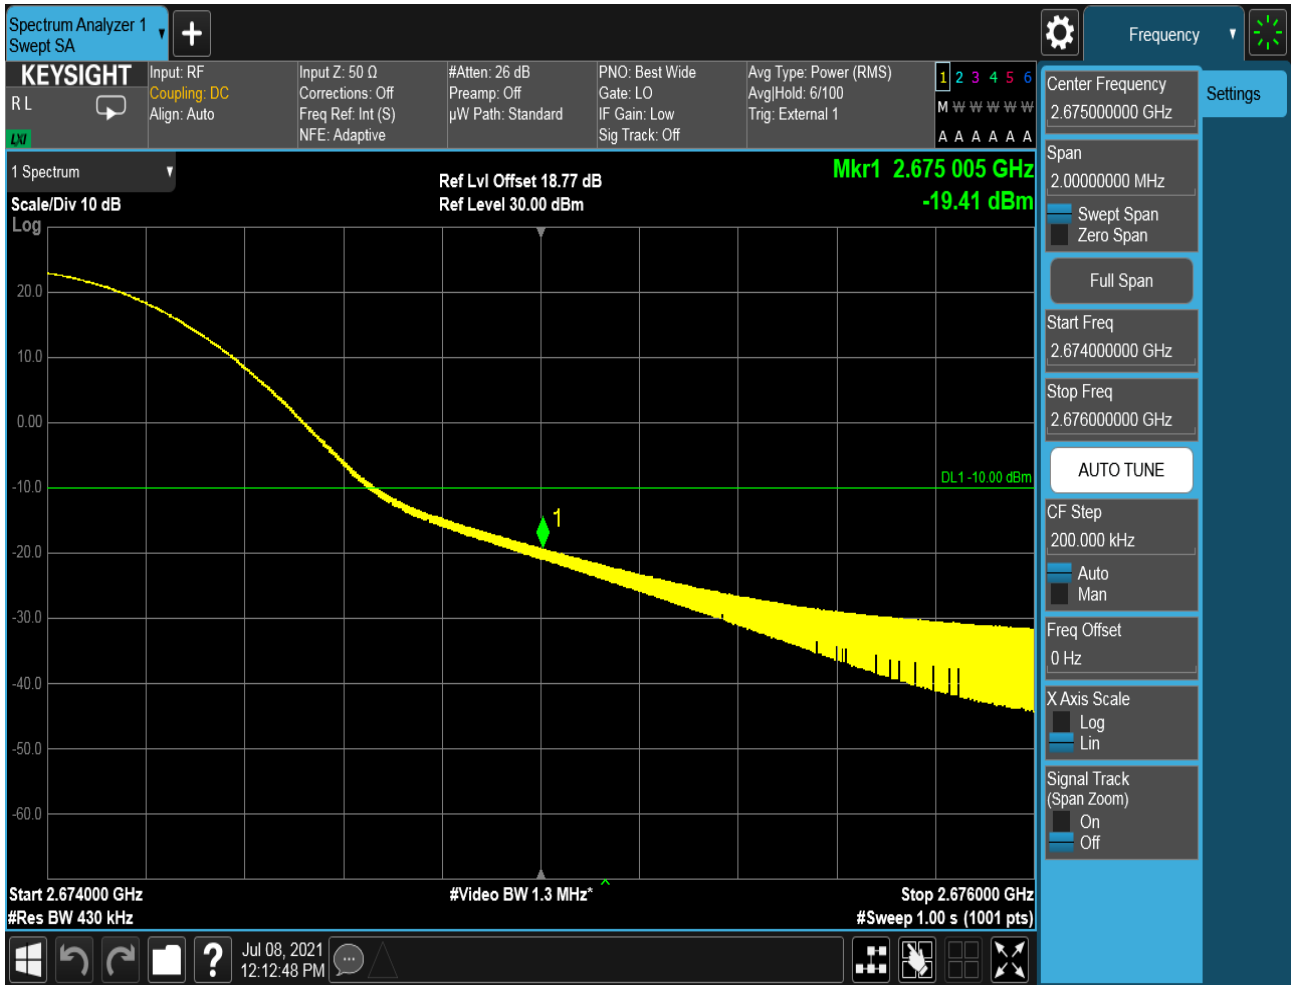 Spectrum Analyzer 1
Swept SA
Frequency
KEYSIGHT
R L
LXI
Input: RF
Coupling: DC
Align: Auto
Input Z: 50 Ω
Corrections: Off
Freq Ref: Int (S)
NFE: Adaptive
#Atten: 26 dB
Preamp: Off
µW Path: Standard
PNO: Best Wide
Gate: LO
IF Gain: Low
Sig Track: Off
Avg Type: Power (RMS)
Avg|Hold: 6/100
Trig: External 1
1 2 3 4 5 6
M W W W W W
A A A A A A
1 Spectrum
Scale/Div 10 dB
Log
Ref Lvl Offset 18.77 dB
Ref Level 30.00 dBm
Mkr1 2.675 005 GHz
-19.41 dBm
20.0
10.0
0.00
-10.0
-20.0
-30.0
-40.0
-50.0
-60.0
DL1 -10.00 dBm
1
Start 2.674000 GHz
#Res BW 430 kHz
#Video BW 1.3 MHz*
Stop 2.676000 GHz
#Sweep 1.00 s (1001 pts)
Center Frequency
2.675000000 GHz
Span
2.00000000 MHz
Swept Span
Zero Span
Full Span
Start Freq
2.674000000 GHz
Stop Freq
2.676000000 GHz
AUTO TUNE
CF Step
200.000 kHz
Auto
Man
Freq Offset
0 Hz
X Axis Scale
Log
Lin
Signal Track
(Span Zoom)
On
Off
Settings
?
Jul 08, 2021
12:12:48 PM